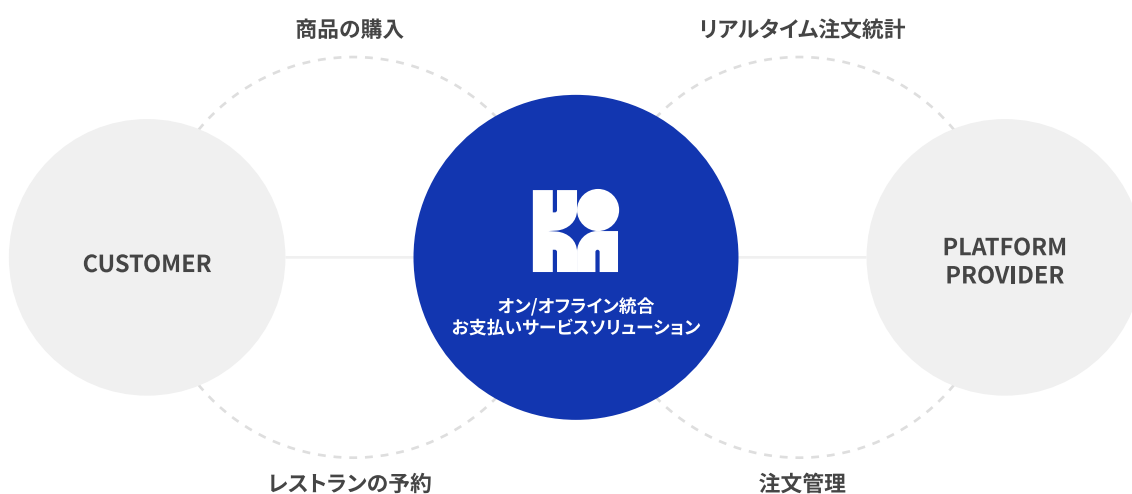 商品の購入
リアルタイム注文統計
CUSTOMER
オン/オフライン統合
お支払いサービスソリューション
PLATFORM
PROVIDER
レストランの予約
注文管理